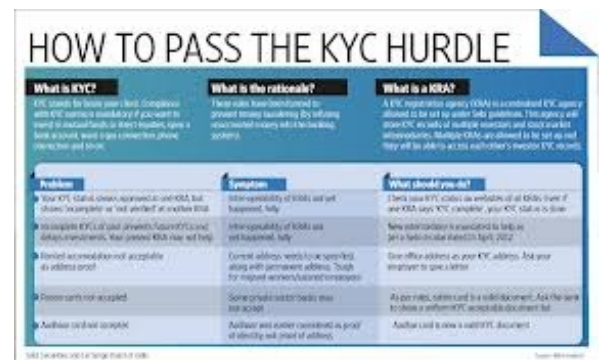 HOW TO PASS THE KYC HURDLE
What is KYC?
KYC stands for know your client. Compliance
with KYC norms is mandatory if you want to
invest in mutual funds or direct equities, open a
bank account, want a gas connection, phone
connection and so on.
What is the rationale?
These rules have been formed to
prevent money laundering (by infusing
unaccounted money into the banking
system).
What is a KRA?
A KYC registration agency (KRA) is a centralised KYC agency
allowed to be set up under Sebi guidelines. This agency will
store KYC records of multiple investors and stock market
intermediaries. Multiple KRAs are allowed to be set up and
they will be able to access each other's investor KYC records
Problem
Symptom
What should you do?
Your KYC status shows approved in one KRA, but
shows 'incomplete' or 'not verified' at another KRA
Inter-operability of KRAs not yet
happened, fully
Check your KYC status on websites of all KRAs. Even if
one KRA says 'KYC complete', your KYC status is done
Incomplete KYCs of past prevents future KYCs and
delays investments. Your present KRA may not help
Inter-operability of KRAs not
yet happened, fully
New intermediary is mandated to help as
per a Sebi circular dated 13 April, 2012
Rented accomodation not acceptable
as address proof
Current address needs to be specified,
along with permanent address. Tough
for migrant workers/salaried employees
Give office address as your KYC address. Ask your
employer to give a letter
Ration cards not accepted
Some private sector banks may
not accept
As per rules, ration card is a valid document. Ask the bank
to show a uniform KYC acceptable document list
Aadhaar card not accepted
Aadhaar was earlier considered as proof
of identity, not proof of address
Aadhar card is now a valid KYC document